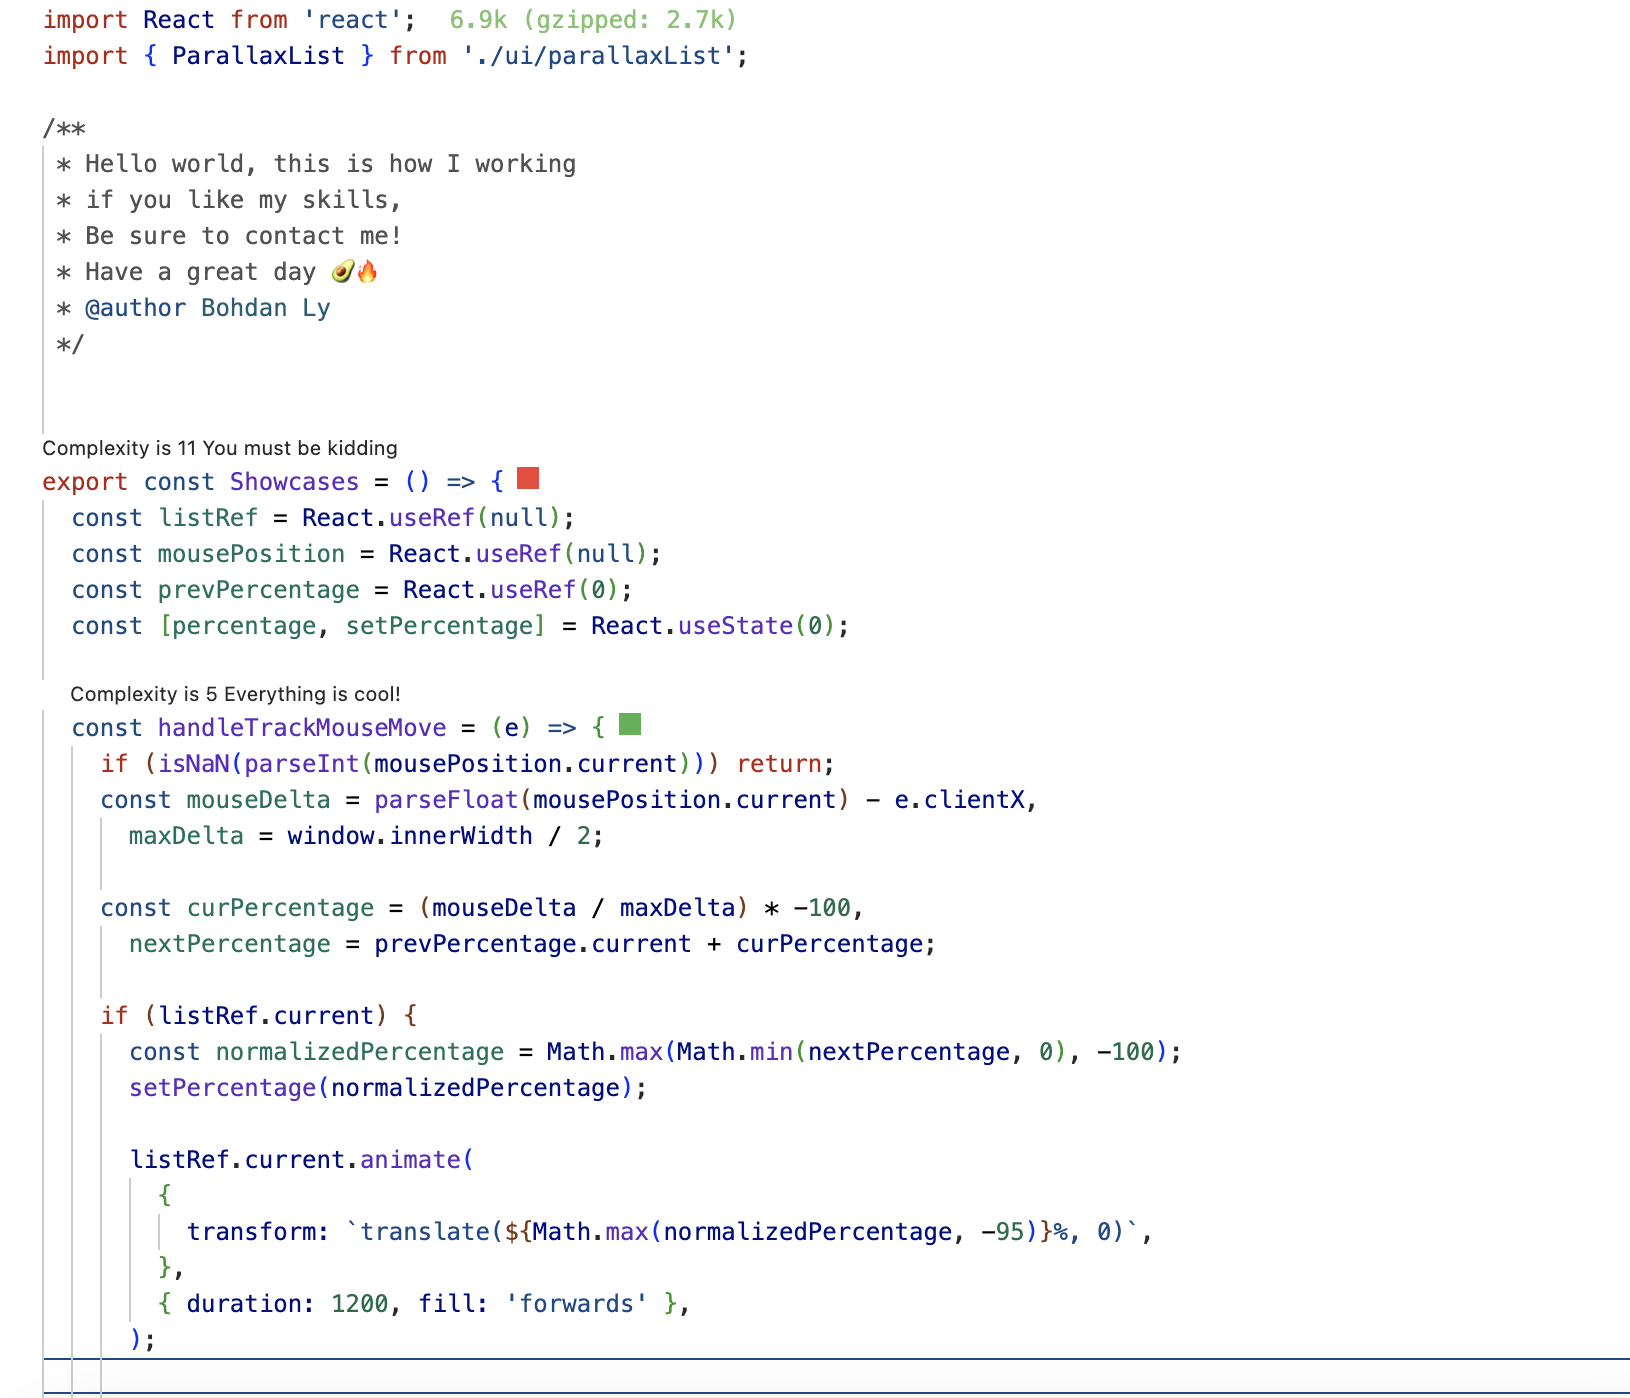 import React from 'react';  6.9k (gzipped: 2.7k)
import { ParallaxList } from './ui/parallaxList';

/**
 * Hello world, this is how I working
 * if you like my skills,
 * Be sure to contact me!
 * Have a great day 🥑🔥
 * @author Bohdan Ly
 */

Complexity is 11 You must be kidding
export const Showcases = () => { 🟥
  const listRef = React.useRef(null);
  const mousePosition = React.useRef(null);
  const prevPercentage = React.useRef(0);
  const [percentage, setPercentage] = React.useState(0);

  Complexity is 5 Everything is cool!
  const handleTrackMouseMove = (e) => { 🟩
    if (isNaN(parseInt(mousePosition.current))) return;
    const mouseDelta = parseFloat(mousePosition.current) - e.clientX,
      maxDelta = window.innerWidth / 2;

    const curPercentage = (mouseDelta / maxDelta) * -100,
      nextPercentage = prevPercentage.current + curPercentage;

    if (listRef.current) {
      const normalizedPercentage = Math.max(Math.min(nextPercentage, 0), -100);
      setPercentage(normalizedPercentage);

      listRef.current.animate(
        {
          transform: `translate(${Math.max(normalizedPercentage, -95)}%, 0)`,
        },
        { duration: 1200, fill: 'forwards' },
      );